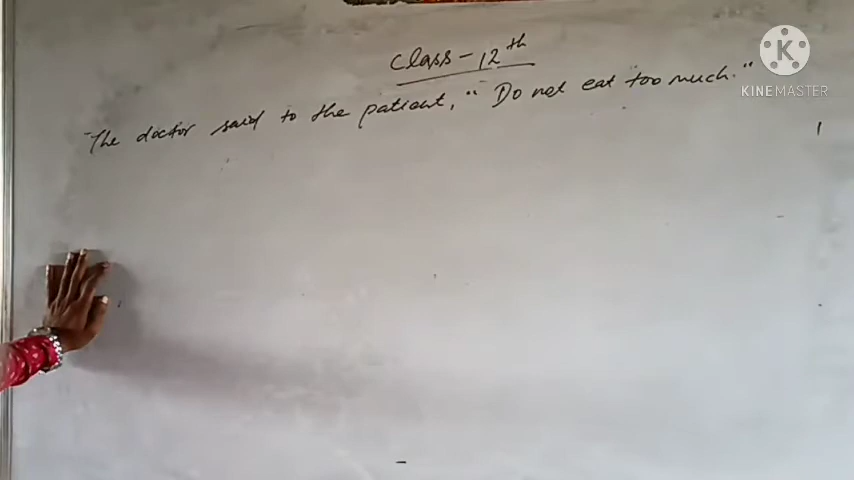 Class - 12th
The doctor said to the patient, "Do not eat too much."
KINEMASTER